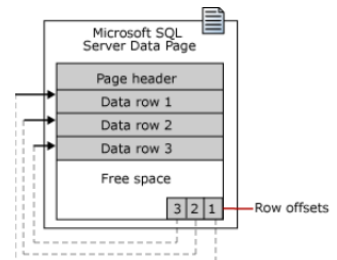 Microsoft SQL
Server Data Page
Page header
Data row 1
Data row 2
Data row 3
Free space
3 2 1
Row offsets